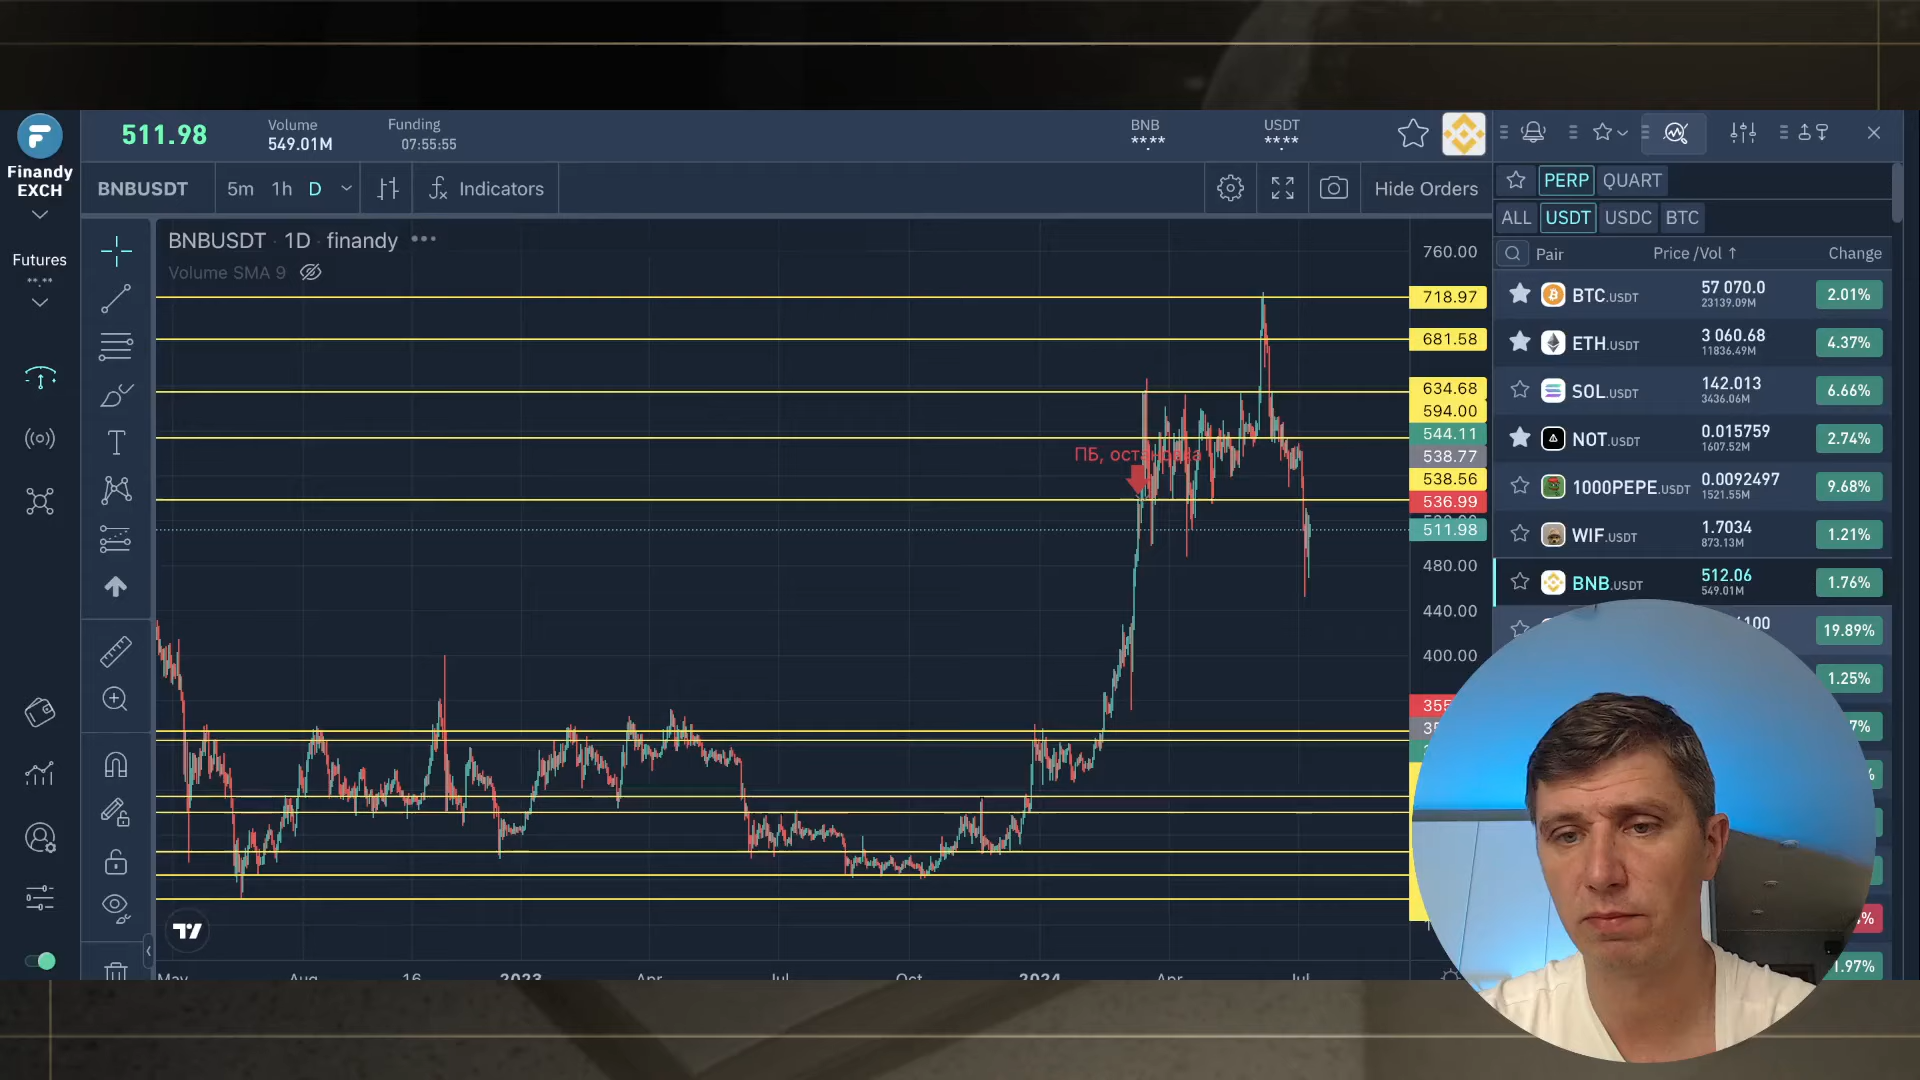 511.98
Volume
549.01M
Funding
07:55:55
BNB
****
USDT
****
Finandy
EXCH
Futures
**.**
BNBUSDT
5m 1h D
Indicators
Hide Orders
BNBUSDT · 1D · finandy
Volume SMA 9
ПБ, остановка
760.00
718.97
681.58
634.68
594.00
544.11
538.77
538.56
536.99
511.98
480.00
440.00
400.00
May Aug 16 2023 Apr Jul Oct 2024 Apr Jul
PERP QUART
ALL USDT USDC BTC
Pair Price /Vol ↑ Change
BTC.USDT 57 070.0 2.01%
23139.09M
ETH.USDT 3 060.68 4.37%
11836.49M
SOL.USDT 142.013 6.66%
3436.06M
NOT.USDT 0.015759 2.74%
1607.52M
1000PEPE.USDT 0.0092497 9.68%
1521.55M
WIF.USDT 1.7034 1.21%
873.13M
BNB.USDT 512.06 1.76%
549.01M
19.89%
1.25%
1.97%